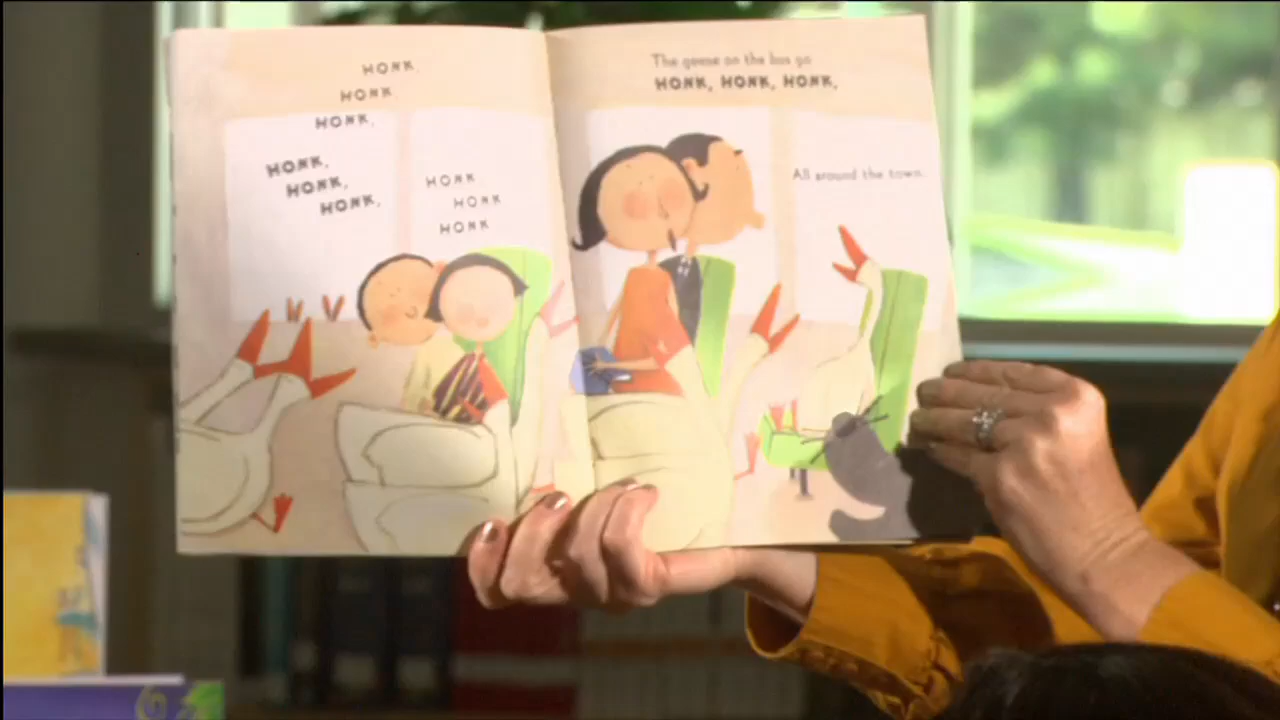 HONK,
HONK
HONK,
HONK,
HONK,
HONK,
HONK
HONK
HONK
The geese on the bus go
HONK, HONK, HONK,
All around the town.